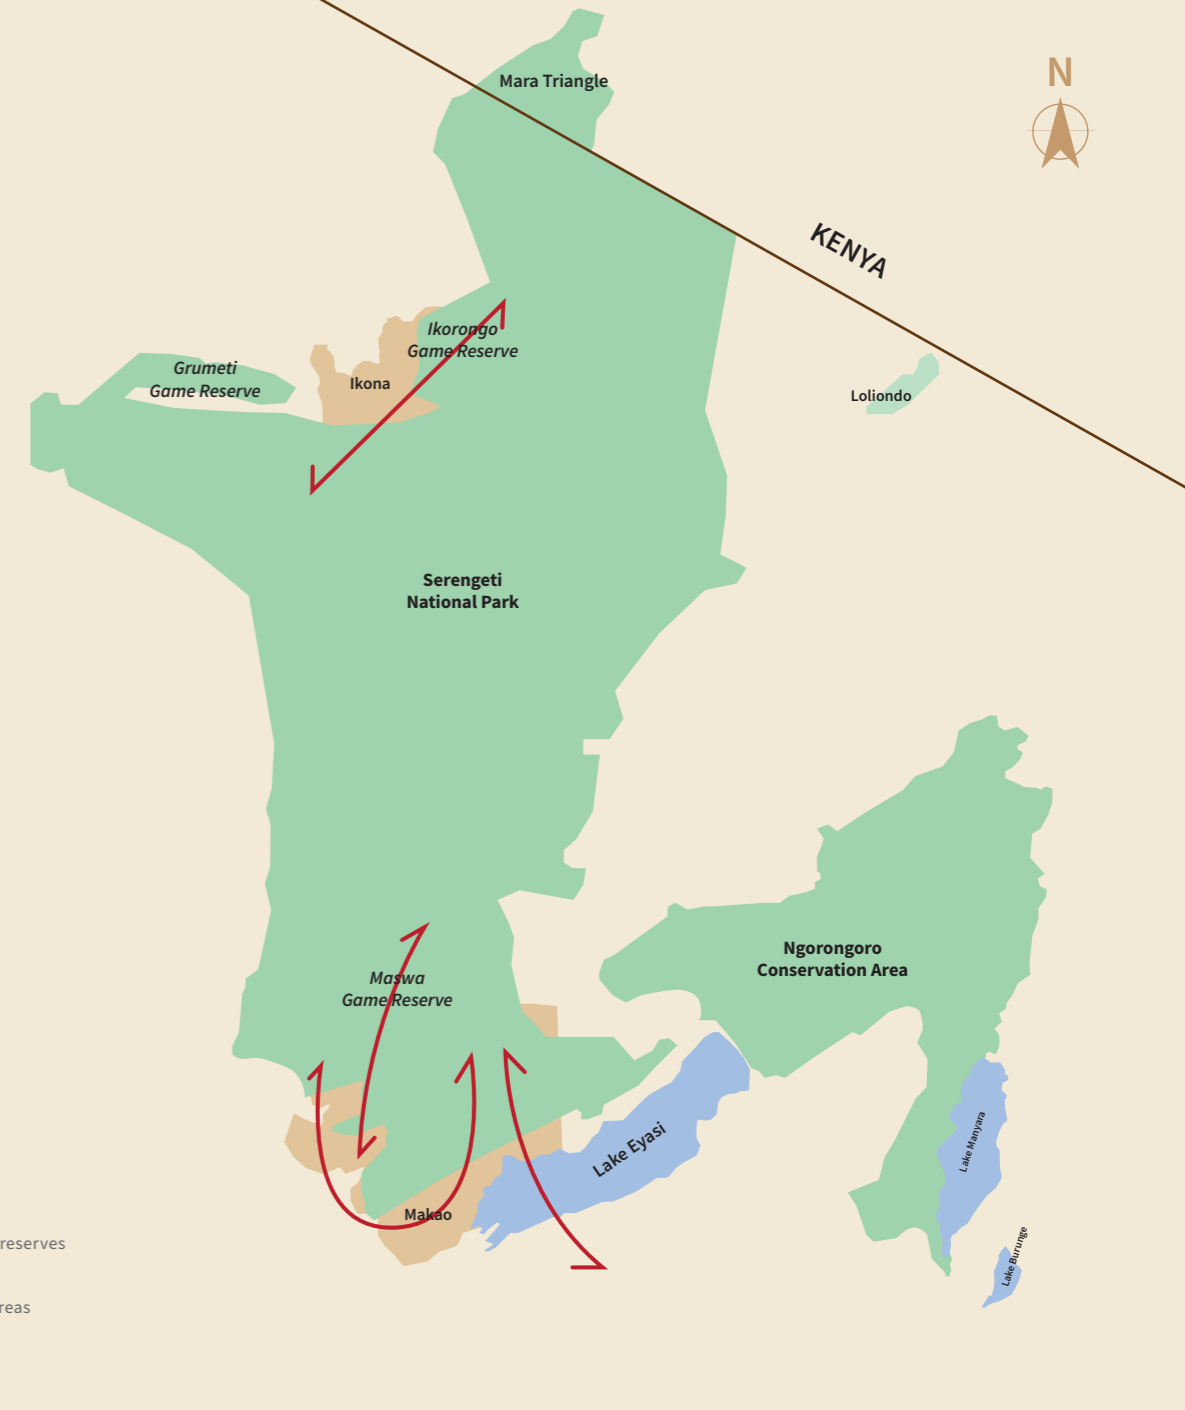 N
Mara Triangle
KENYA
Ikorongo
Game Reserve
Grumeti
Game Reserve
Ikona
Loliondo
Serengeti
National Park
Ngorongoro
Conservation Area
Maswa
Game Reserve
Lake Eyasi
Lake Manyara
Makao
Lake Burunge
reserves
reas